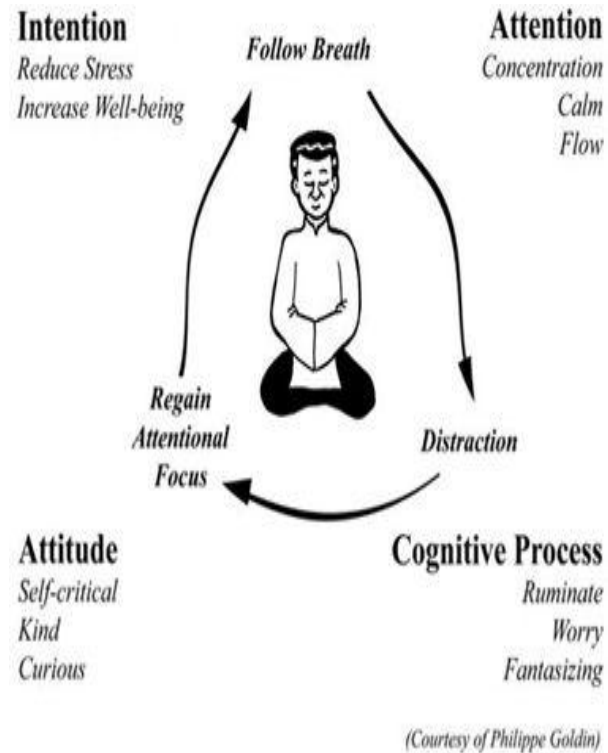 Intention
Reduce Stress
Increase Well-being
Follow Breath
Attention
Concentration
Calm
Flow
Regain
Attentional
Focus
Distraction
Attitude
Self-critical
Kind
Curious
Cognitive Process
Ruminate
Worry
Fantasizing
(Courtesy of Philippe Goldin)